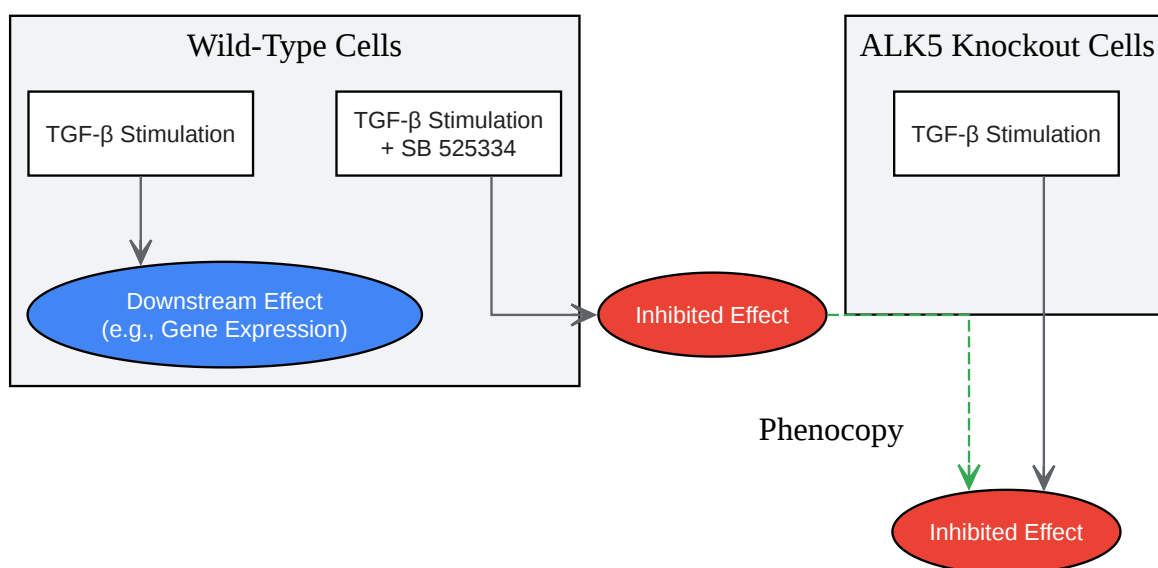 Wild-Type Cells
TGF-β Stimulation
TGF-β Stimulation
+ SB 525334
Downstream Effect
(e.g., Gene Expression)
Inhibited Effect
ALK5 Knockout Cells
TGF-β Stimulation
Phenocopy
Inhibited Effect